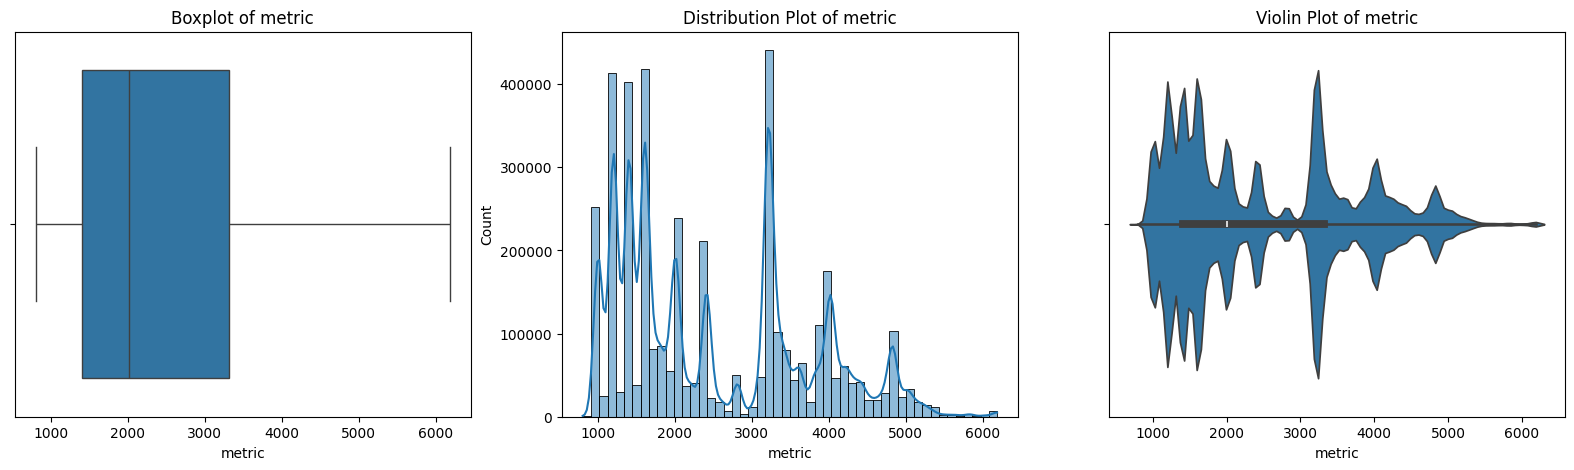 Boxplot of metric
1000 2000 3000 4000 5000 6000
metric
Distribution Plot of metric
Count
400000
300000
200000
100000
0
1000 2000 3000 4000 5000 6000
metric
Violin Plot of metric
1000 2000 3000 4000 5000 6000
metric